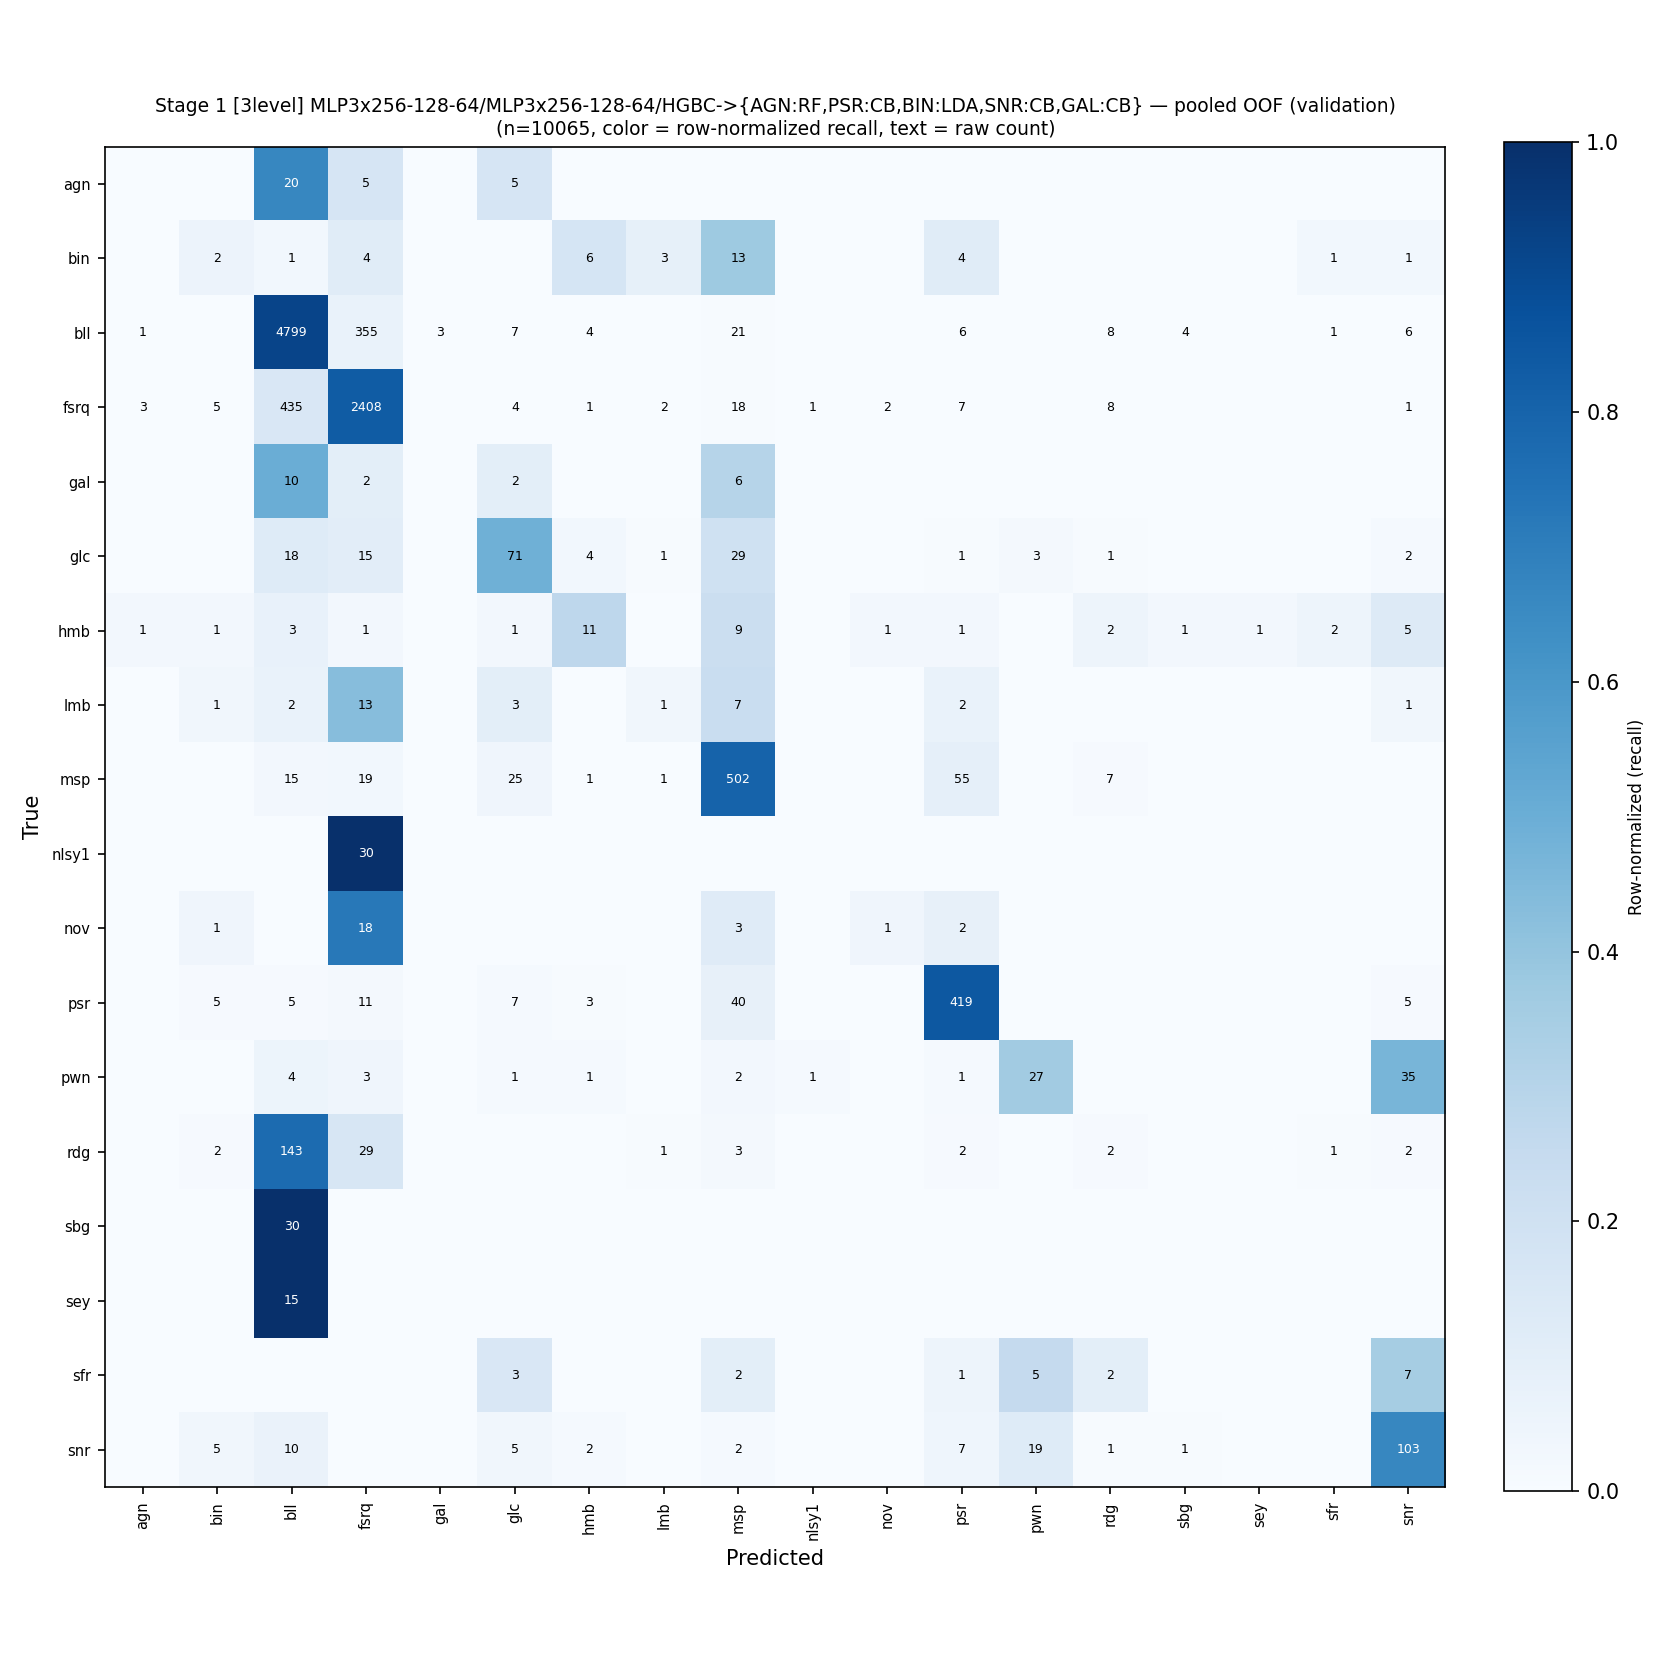 Stage 1 [3level] MLP3x256-128-64/MLP3x256-128-64/HGBC->{AGN:RF,PSR:CB,BIN:LDA,SNR:CB,GAL:CB} — pooled OOF (validation)
(n=10065, color = row-normalized recall, text = raw count)
agn 20 5 5
bin 2 1 4 6 3 13 4 1 1
bll 1 4799 355 3 7 4 21 6 8 4 1 6
fsrq 3 5 435 2408 4 1 2 18 1 2 7 8 1
gal 10 2 2 6
glc 18 15 71 4 1 29 1 3 1 2
hmb 1 1 3 1 1 11 9 1 1 2 1 1 2 5
lmb 1 2 13 3 1 7 2 1
msp 15 19 25 1 1 502 55 7
nlsy1 30
nov 1 18 3 1 2
psr 5 5 11 7 3 40 419 5
pwn 4 3 1 1 2 1 1 27 35
rdg 2 143 29 1 3 2 2 1 2
sbg 30
sey 15
sfr 3 2 1 5 2 7
snr 5 10 5 2 2 7 19 1 1 103
True
agn bin bll fsrq gal glc hmb lmb msp nlsy1 nov psr pwn rdg sbg sey sfr snr
Predicted
1.0
0.8
0.6
0.4
0.2
0.0
Row-normalized (recall)